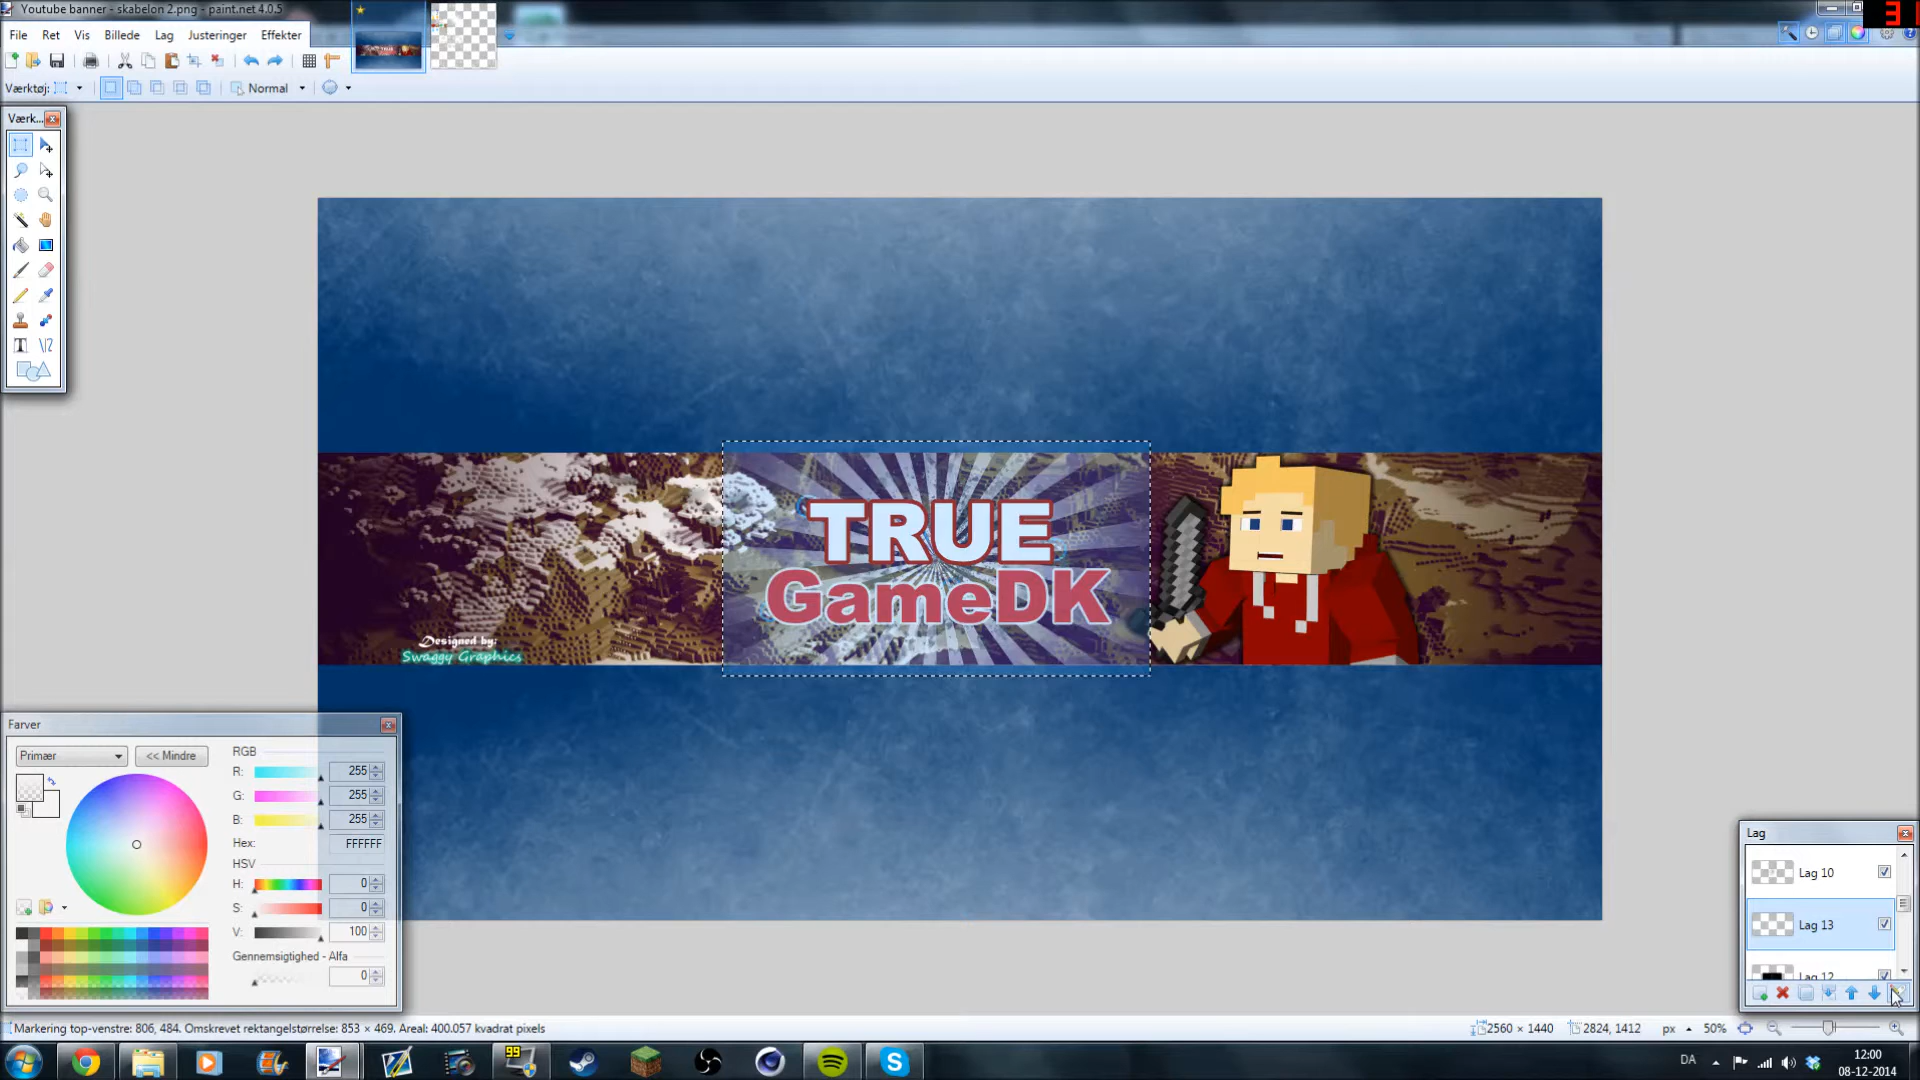 Youtube banner - skabelon 2.png - paint.net 4.0.5
File Ret Vis Billede Lag Justeringer Effekter
Værktøj: Normal
Værk...
TRUE
GameDK
Designed by:
Swaggy Graphics
Farver
Primær << Mindre RGB
R: 255
G: 255
B: 255
Hex: FFFFFF
HSV
H: 0
S: 0
V: 100
Gennemsigtighed - Alfa
0
Lag
Lag 10
Lag 13
Lag 12
Markering top-venstre: 806, 484. Omskrevet rektangelstørrelse: 853 × 469. Areal: 400.057 kvadrat pixels
2560 × 1440 2824, 1412 px 50%
99
DA
12:00
08-12-2014